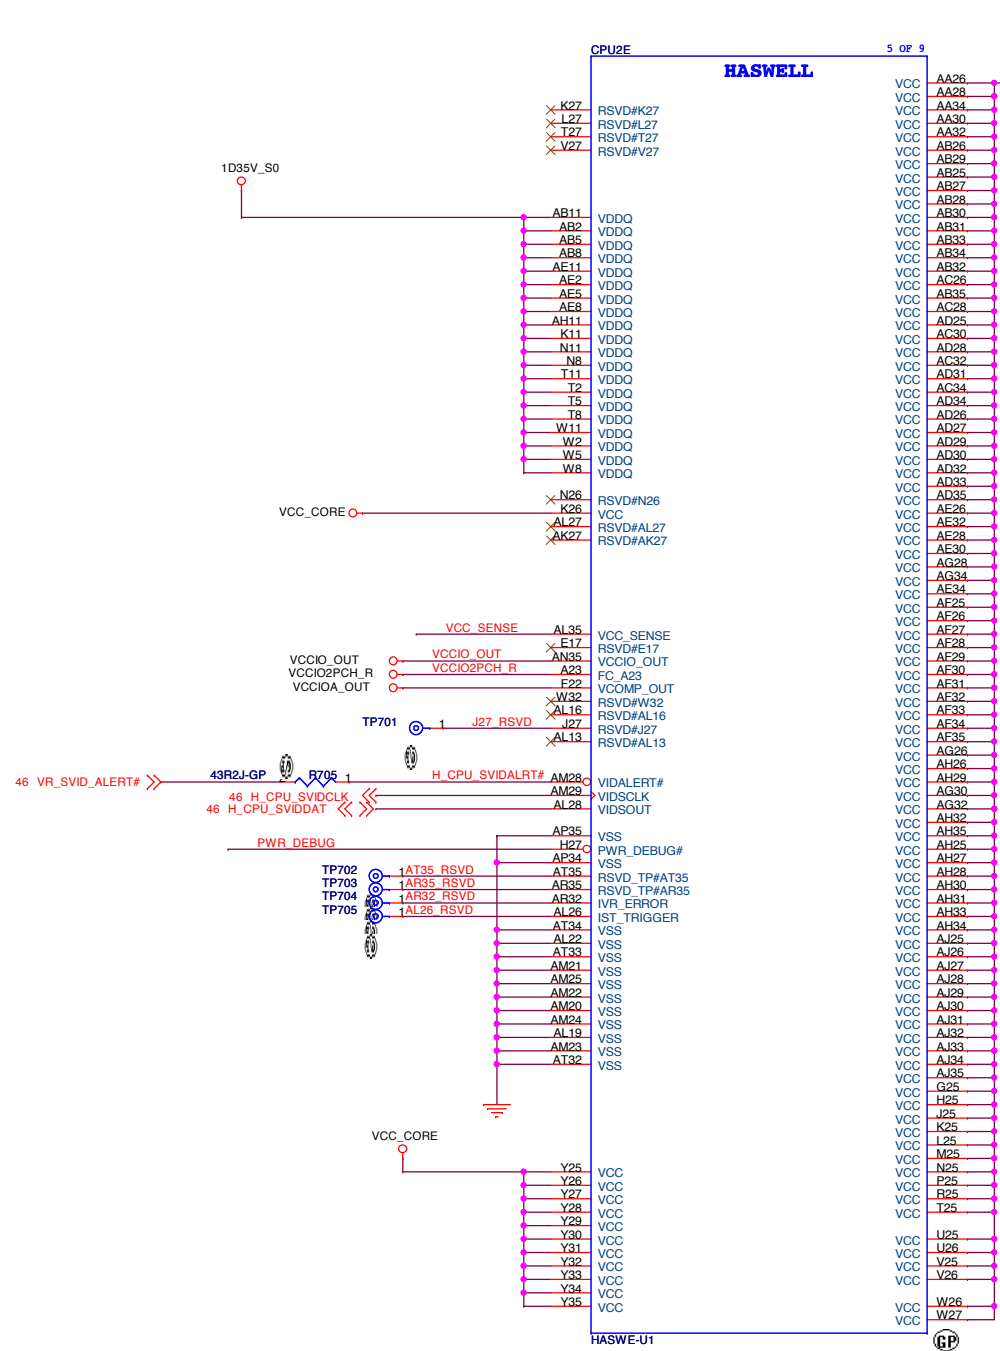 CPU2E
5 OF 9
HASWELL
K27 RSVD#K27
L27 RSVD#L27
T27 RSVD#T27
V27 RSVD#V27
1D35V_S0
AB11 VDDQ
AB2 VDDQ
AB5 VDDQ
AB8 VDDQ
AE11 VDDQ
AE2 VDDQ
AE5 VDDQ
AE8 VDDQ
AH11 VDDQ
K11 VDDQ
N11 VDDQ
N8 VDDQ
T11 VDDQ
T2 VDDQ
T5 VDDQ
T8 VDDQ
W11 VDDQ
W2 VDDQ
W5 VDDQ
W8 VDDQ
N26 RSVD#N26
VCC_CORE K26 VCC
AL27 RSVD#AL27
AK27 RSVD#AK27
VCC_SENSE AL35 VCC_SENSE
E17 RSVD#E17
VCCIO_OUT VCCIO_OUT AN35 VCCIO_OUT
VCCIO2PCH_R VCCIO2PCH_R A23 FC_A23
VCCIOA_OUT F22 VCOMP_OUT
W32 RSVD#W32
AL16 RSVD#AL16
TP701 1 J27_RSVD J27 RSVD#J27
AL13 RSVD#AL13
46 VR_SVID_ALERT# 43R2J-GP 2 R705 1 H_CPU_SVIDALRT# AM28 VIDALERT#
46 H_CPU_SVIDCLK AM29 VIDSCLK
46 H_CPU_SVIDDAT AL28 VIDSOUT
AP35 VSS
PWR_DEBUG H27 PWR_DEBUG#
AP34 VSS
TP702 1 AT35_RSVD AT35 RSVD_TP#AT35
TP703 1 AR35_RSVD AR35 RSVD_TP#AR35
TP704 1 AR32_RSVD AR32 IVR_ERROR
TP705 1 AL26_RSVD AL26 IST_TRIGGER
AT34 VSS
AL22 VSS
AT33 VSS
AM21 VSS
AM25 VSS
AM22 VSS
AM20 VSS
AM24 VSS
AL19 VSS
AM23 VSS
AT32 VSS
VCC_CORE
Y25 VCC
Y26 VCC
Y27 VCC
Y28 VCC
Y29 VCC
Y30 VCC
Y31 VCC
Y32 VCC
Y33 VCC
Y34 VCC
Y35 VCC
VCC AA26
VCC AA28
VCC AA34
VCC AA30
VCC AA32
VCC AB26
VCC AB29
VCC AB25
VCC AB27
VCC AB28
VCC AB30
VCC AB31
VCC AB33
VCC AB34
VCC AB32
VCC AC26
VCC AB35
VCC AC28
VCC AD25
VCC AC30
VCC AD28
VCC AC32
VCC AD31
VCC AC34
VCC AD34
VCC AD26
VCC AD27
VCC AD29
VCC AD30
VCC AD32
VCC AD33
VCC AD35
VCC AE26
VCC AE32
VCC AE28
VCC AE30
VCC AG28
VCC AG34
VCC AE34
VCC AF25
VCC AF26
VCC AF27
VCC AF28
VCC AF29
VCC AF30
VCC AF31
VCC AF32
VCC AF33
VCC AF34
VCC AF35
VCC AG26
VCC AH26
VCC AH29
VCC AG30
VCC AG32
VCC AH32
VCC AH35
VCC AH25
VCC AH27
VCC AH28
VCC AH30
VCC AH31
VCC AH33
VCC AH34
VCC AJ25
VCC AJ26
VCC AJ27
VCC AJ28
VCC AJ29
VCC AJ30
VCC AJ31
VCC AJ32
VCC AJ33
VCC AJ34
VCC AJ35
VCC G25
VCC H25
VCC J25
VCC K25
VCC L25
VCC M25
VCC N25
VCC P25
VCC R25
VCC T25
VCC U25
VCC U26
VCC V25
VCC V26
VCC W26
VCC W27
HASWE-U1
GP